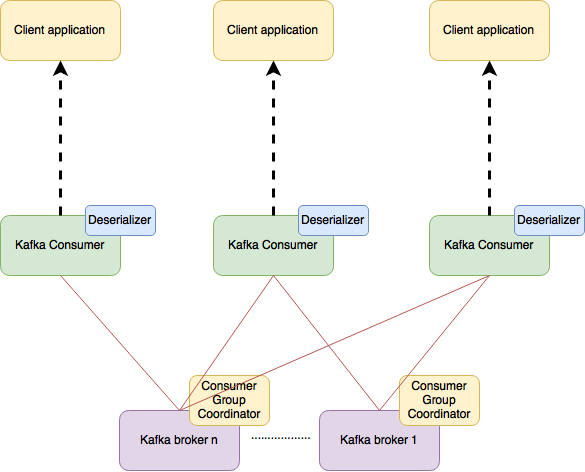 Client application
Client application
Client application
Deserializer
Deserializer
Deserializer
Kafka Consumer
Kafka Consumer
Kafka Consumer
Consumer
Group
Coordinator
Consumer
Group
Coordinator
Kafka broker n
..................
Kafka broker 1